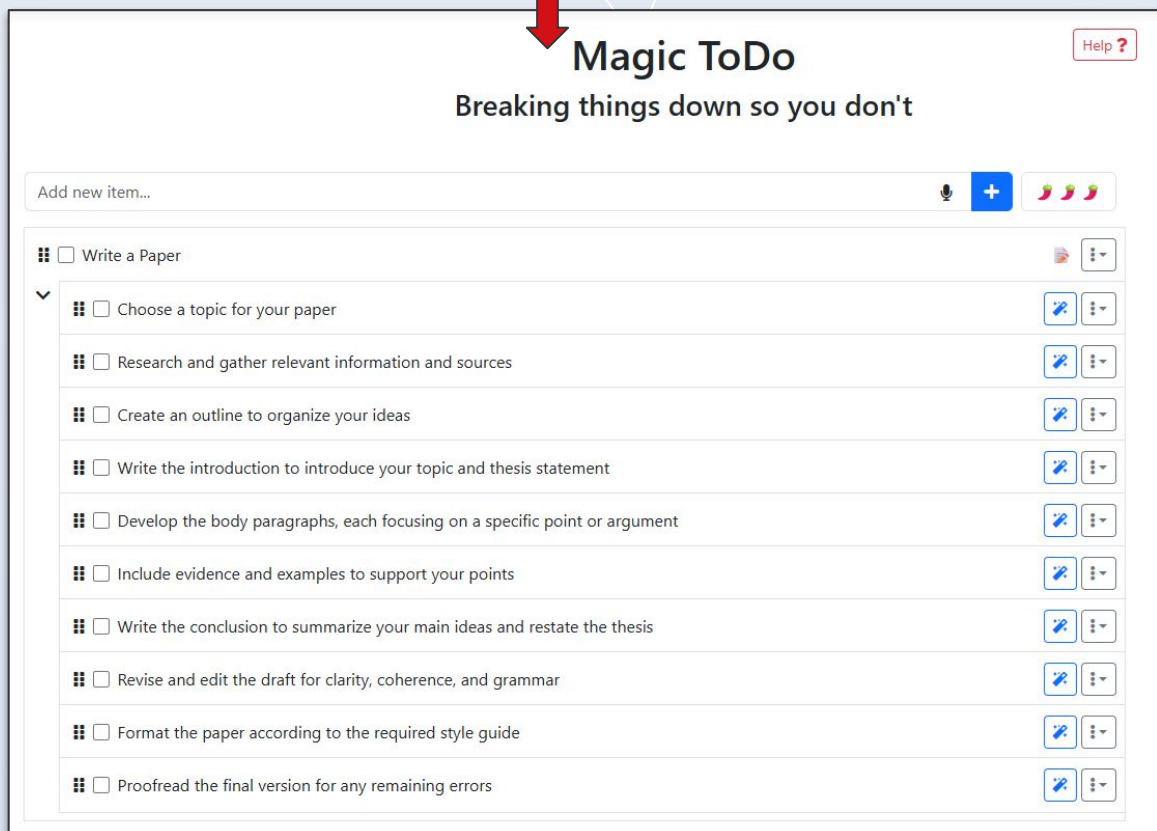 Magic ToDo
Help ?
Breaking things down so you don't
Add new item...
Write a Paper
Choose a topic for your paper
Research and gather relevant information and sources
Create an outline to organize your ideas
Write the introduction to introduce your topic and thesis statement
Develop the body paragraphs, each focusing on a specific point or argument
Include evidence and examples to support your points
Write the conclusion to summarize your main ideas and restate the thesis
Revise and edit the draft for clarity, coherence, and grammar
Format the paper according to the required style guide
Proofread the final version for any remaining errors